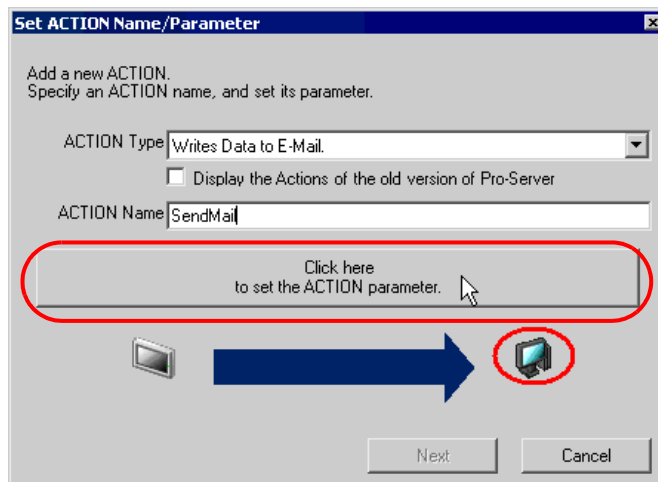 Set ACTION Name/Parameter
Add a new ACTION.
Specify an ACTION name, and set its parameter.
ACTION Type Writes Data to E-Mail.
Display the Actions of the old version of Pro-Server
ACTION Name SendMail
Click here
to set the ACTION parameter.
Next Cancel